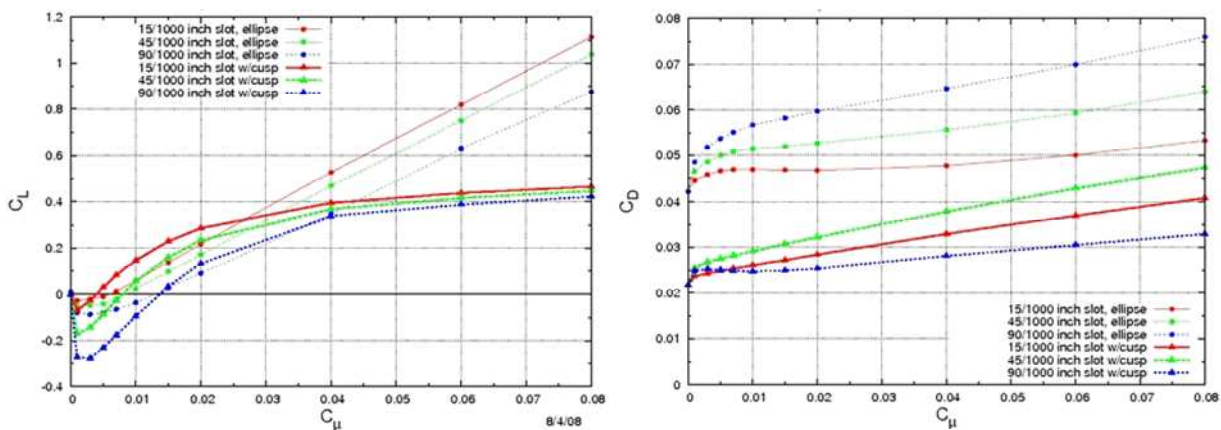 1.2
1
0.8
0.6
0.4
0.2
0
-0.2
-0.4
C_L
15/1000 inch slot, ellipse
45/1000 inch slot, ellipse
90/1000 inch slot, ellipse
15/1000 inch slot w/cusp
45/1000 inch slot w/cusp
90/1000 inch slot w/cusp
0 0.01 0.02 0.03 0.04 0.05 0.06 0.07 0.08
C_μ
8/4/08
0.08
0.07
0.06
0.05
0.04
0.03
0.02
0.01
0
C_D
15/1000 inch slot, ellipse
45/1000 inch slot, ellipse
90/1000 inch slot, ellipse
15/1000 inch slot w/cusp
45/1000 inch slot w/cusp
90/1000 inch slot w/cusp
0 0.01 0.02 0.03 0.04 0.05 0.06 0.07 0.08
C_μ